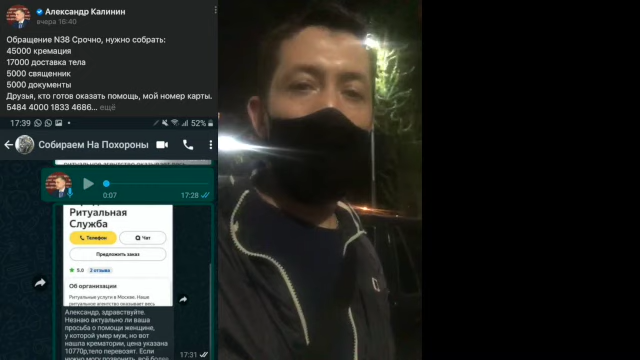 Александр Калинин
вчера 16:40
Обращение N38 Срочно, нужно собрать:
45000 кремация
17000 доставка тела
5000 священник
5000 документы
Друзья, кто готов оказать помощь, мой номер карты.
5484 4000 1833 4686... ещё
17:39
52%
Собираем На Похороны
0:07
17:28
Ритуальная
Служба
Телефон
Чат
Предложить заказ
5,0
2 отзыва
Об организации
Ритуальные услуги в Москве. Наше
ритуальное агентство оказывает весь
Александр, здравствуйте.
Незнаю актуально ли ваша
просьба о помощи женщине,
у которой умер муж, но вот
нашла крематории, цена указана
10770р,тело перевозят. Если
17:31